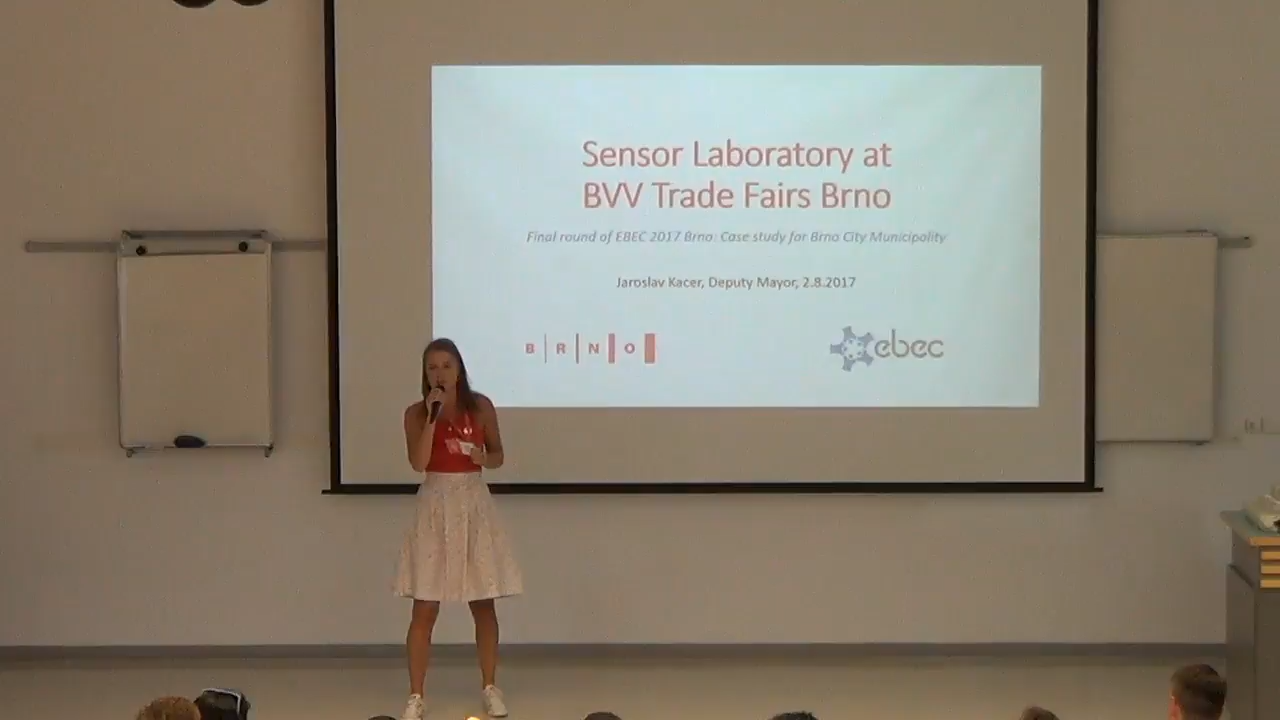 Sensor Laboratory at
BVV Trade Fairs Brno
Final round of EBEC 2017 Brno: Case study for Brno City Municipality
Jaroslav Kacer, Deputy Mayor, 2.8.2017
B R N O
ebec